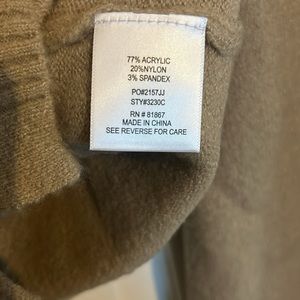 77% ACRYLIC
20%NYLON
3% SPANDEX
PO#2157JJ
STY#3230C
RN # 81867
MADE IN CHINA
SEE REVERSE FOR CARE